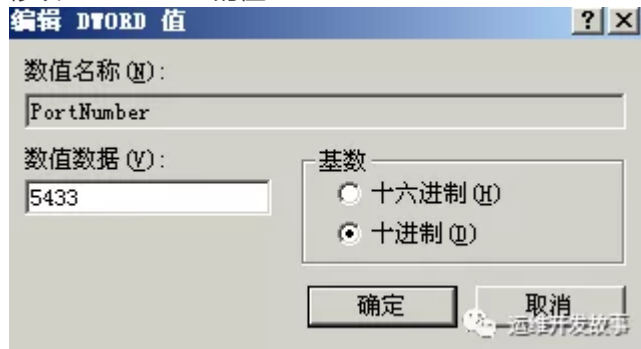 编辑 DWORD 值
数值名称(N):
PortNumber
数值数据(V):
5433
基数
十六进制(H)
十进制(D)
确定
取消
运维开发故事